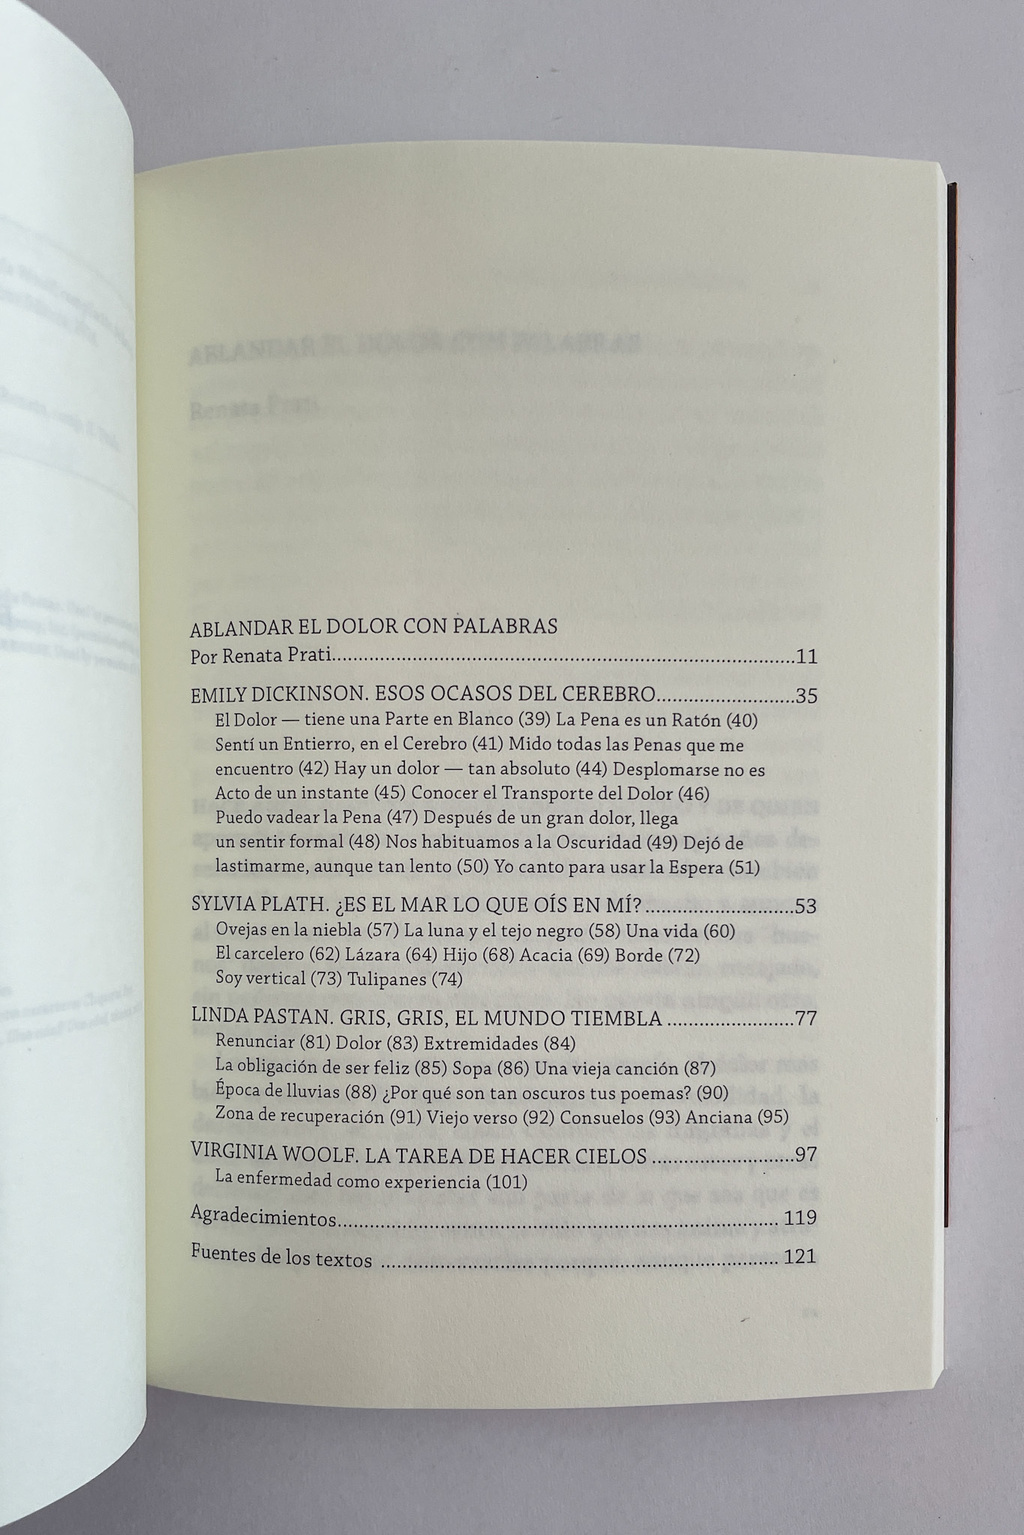 ABLANDAR EL DOLOR CON PALABRAS
Por Renata Prati........................................................................................11
EMILY DICKINSON. ESOS OCASOS DEL CEREBRO..........................35
El Dolor — tiene una Parte en Blanco (39) La Pena es un Ratón (40)
Sentí un Entierro, en el Cerebro (41) Mido todas las Penas que me
encuentro (42) Hay un dolor — tan absoluto (44) Desplomarse no es
Acto de un instante (45) Conocer el Transporte del Dolor (46)
Puedo vadear la Pena (47) Después de un gran dolor, llega
un sentir formal (48) Nos habituamos a la Oscuridad (49) Dejó de
lastimarme, aunque tan lento (50) Yo canto para usar la Espera (51)
SYLVIA PLATH. ¿ES EL MAR LO QUE OÍS EN MÍ?............................53
Ovejas en la niebla (57) La luna y el tejo negro (58) Una vida (60)
El carcelero (62) Lázara (64) Hijo (68) Acacia (69) Borde (72)
Soy vertical (73) Tulipanes (74)
LINDA PASTAN. GRIS, GRIS, EL MUNDO TIEMBLA........................77
Renunciar (81) Dolor (83) Extremidades (84)
La obligación de ser feliz (85) Sopa (86) Una vieja canción (87)
Época de lluvias (88) ¿Por qué son tan oscuros tus poemas? (90)
Zona de recuperación (91) Viejo verso (92) Consuelos (93) Anciana (95)
VIRGINIA WOOLF. LA TAREA DE HACER CIELOS...........................97
La enfermedad como experiencia (101)
Agradecimientos.................................................................................... 119
Fuentes de los textos ........................................................................... 121
ABLANDAR EL DOLOR CON PALABRAS
Renata Prati